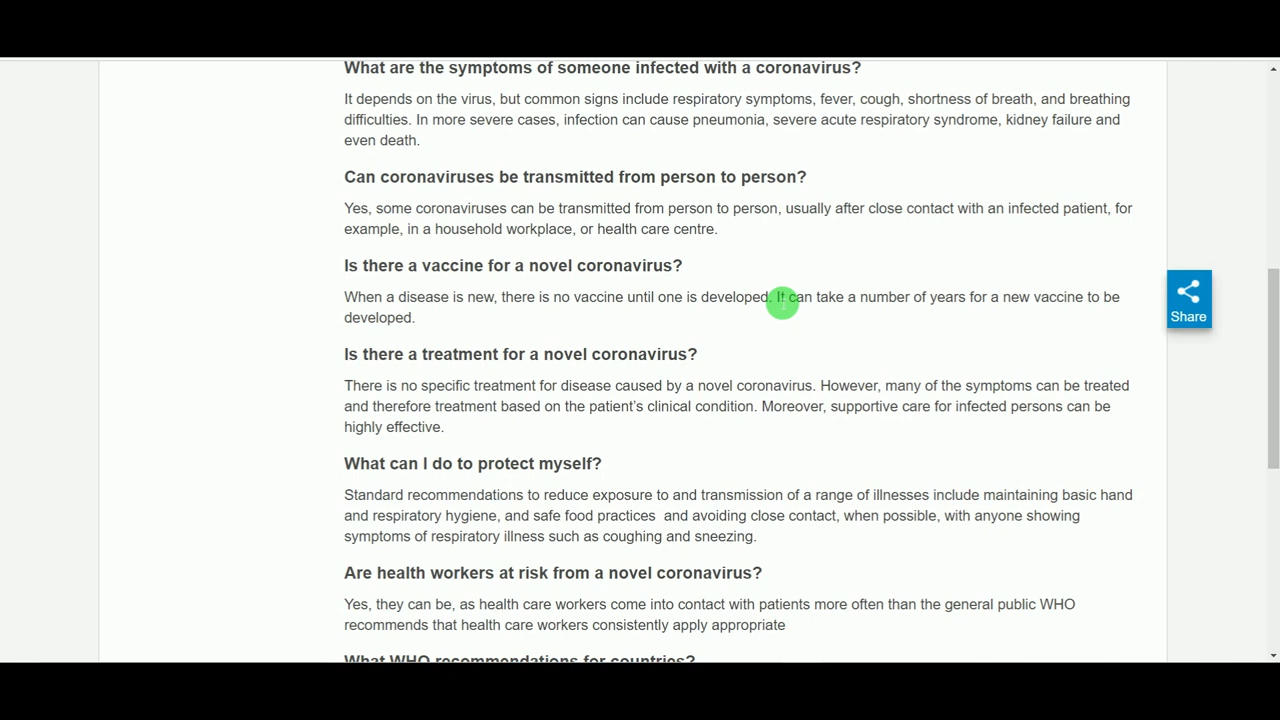 What are the symptoms of someone infected with a coronavirus?
It depends on the virus, but common signs include respiratory symptoms, fever, cough, shortness of breath, and breathing
difficulties. In more severe cases, infection can cause pneumonia, severe acute respiratory syndrome, kidney failure and
even death.
Can coronaviruses be transmitted from person to person?
Yes, some coronaviruses can be transmitted from person to person, usually after close contact with an infected patient, for
example, in a household workplace, or health care centre.
Is there a vaccine for a novel coronavirus?
When a disease is new, there is no vaccine until one is developed. It can take a number of years for a new vaccine to be
developed.
Is there a treatment for a novel coronavirus?
There is no specific treatment for disease caused by a novel coronavirus. However, many of the symptoms can be treated
and therefore treatment based on the patient’s clinical condition. Moreover, supportive care for infected persons can be
highly effective.
What can I do to protect myself?
Standard recommendations to reduce exposure to and transmission of a range of illnesses include maintaining basic hand
and respiratory hygiene, and safe food practices  and avoiding close contact, when possible, with anyone showing
symptoms of respiratory illness such as coughing and sneezing.
Are health workers at risk from a novel coronavirus?
Yes, they can be, as health care workers come into contact with patients more often than the general public WHO
recommends that health care workers consistently apply appropriate
What WHO recommendations for countries?
Share